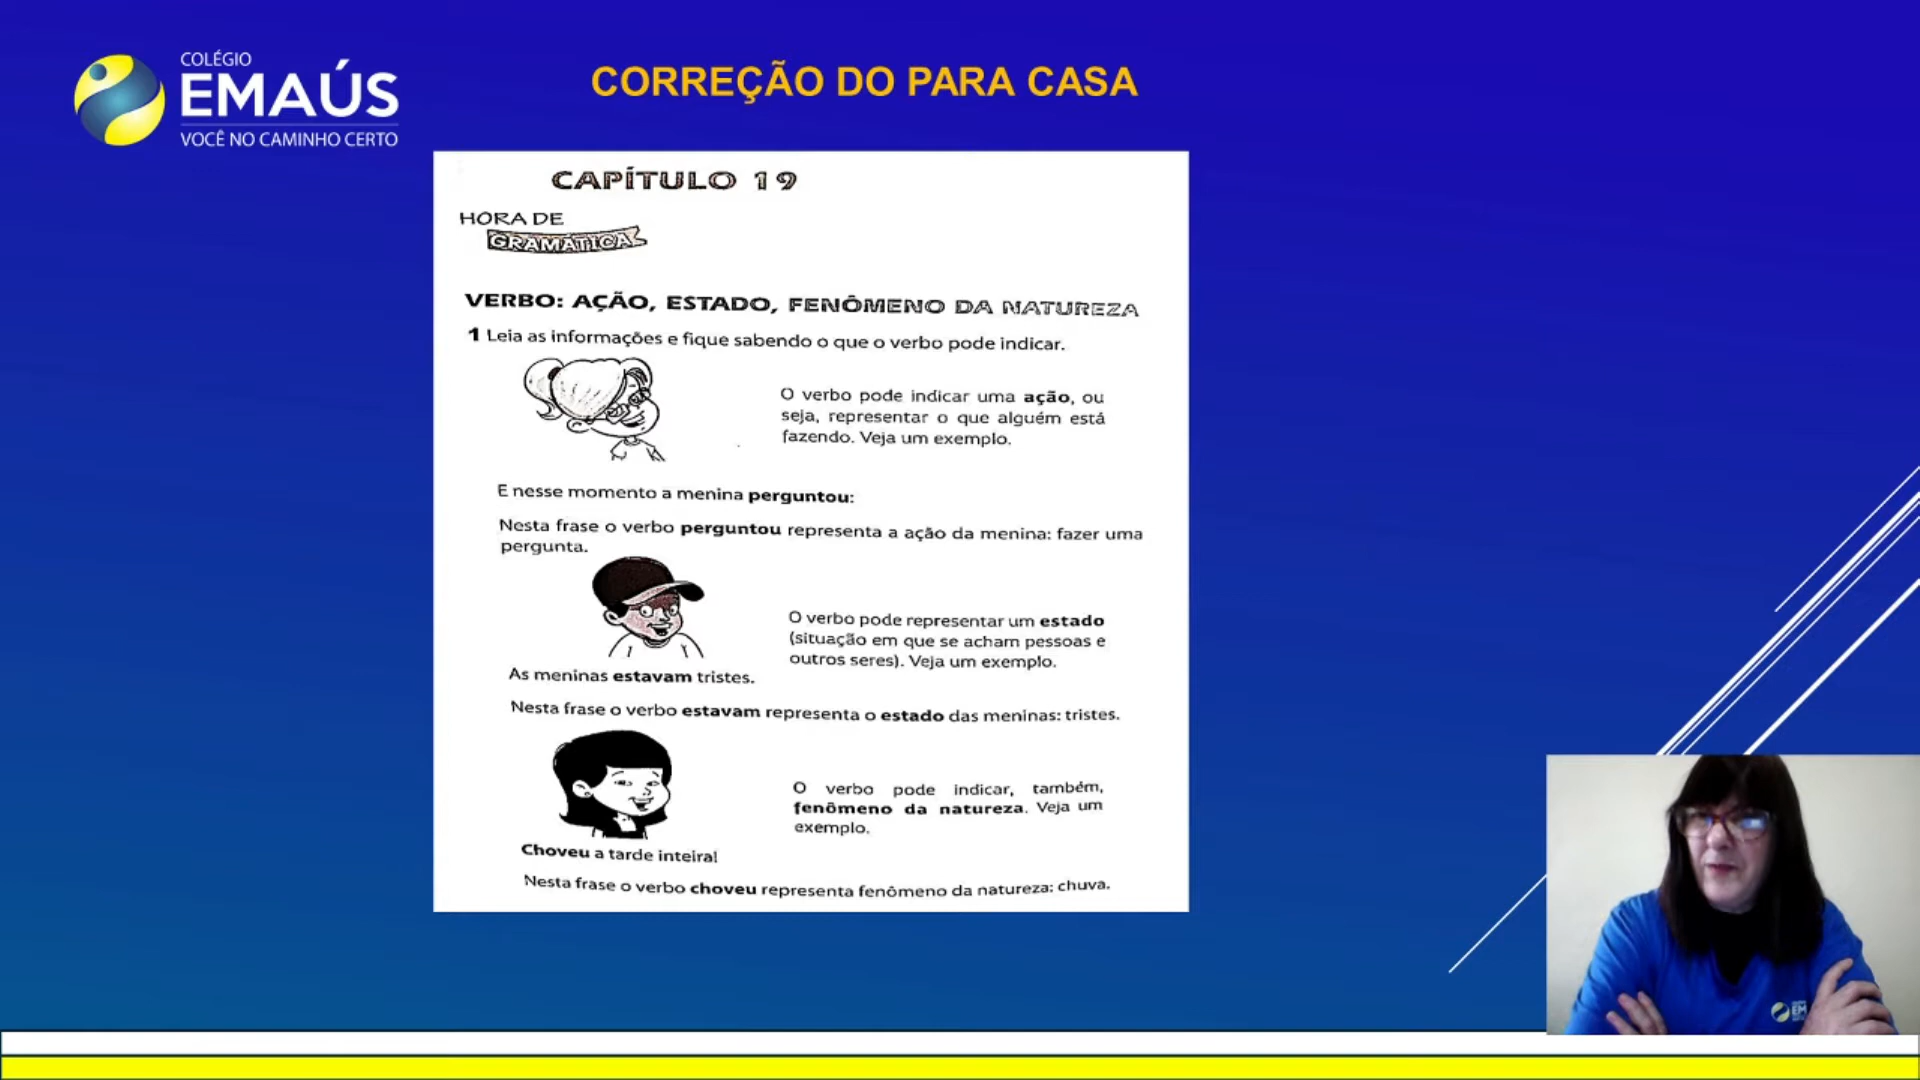 COLÉGIO
EMAÚS
VOCÊ NO CAMINHO CERTO
CORREÇÃO DO PARA CASA
CAPÍTULO 19
HORA DE
GRAMÁTICA
VERBO: AÇÃO, ESTADO, FENÔMENO DA NATUREZA
1 Leia as informações e fique sabendo o que o verbo pode indicar.
O verbo pode indicar uma ação, ou
seja, representar o que alguém está
fazendo. Veja um exemplo.
E nesse momento a menina perguntou:
Nesta frase o verbo perguntou representa a ação da menina: fazer uma
pergunta.
O verbo pode representar um estado
(situação em que se acham pessoas e
outros seres). Veja um exemplo.
As meninas estavam tristes.
Nesta frase o verbo estavam representa o estado das meninas: tristes.
O verbo pode indicar, também,
fenômeno da natureza. Veja um
exemplo.
Choveu a tarde inteira!
Nesta frase o verbo choveu representa fenômeno da natureza: chuva.